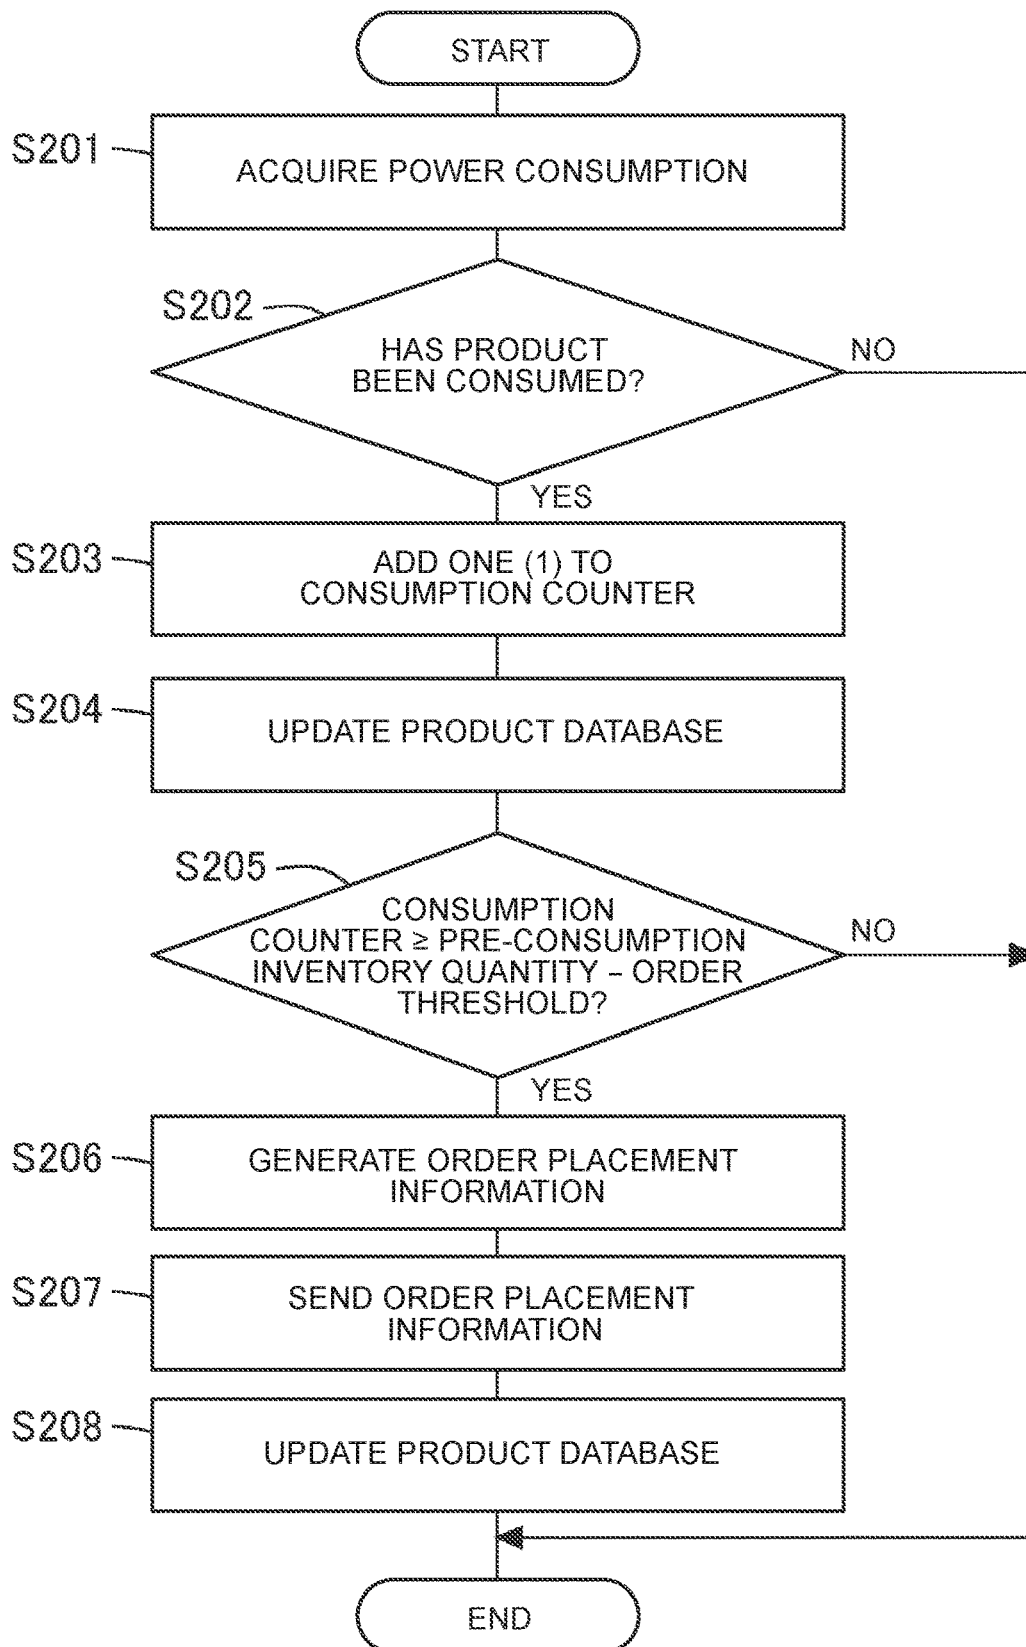 START
S201
ACQUIRE POWER CONSUMPTION
S202
HAS PRODUCT
BEEN CONSUMED?
NO
YES
S203
ADD ONE (1) TO
CONSUMPTION COUNTER
S204
UPDATE PRODUCT DATABASE
S205
CONSUMPTION
COUNTER ≥ PRE-CONSUMPTION
INVENTORY QUANTITY – ORDER
THRESHOLD?
NO
YES
S206
GENERATE ORDER PLACEMENT
INFORMATION
S207
SEND ORDER PLACEMENT
INFORMATION
S208
UPDATE PRODUCT DATABASE
END